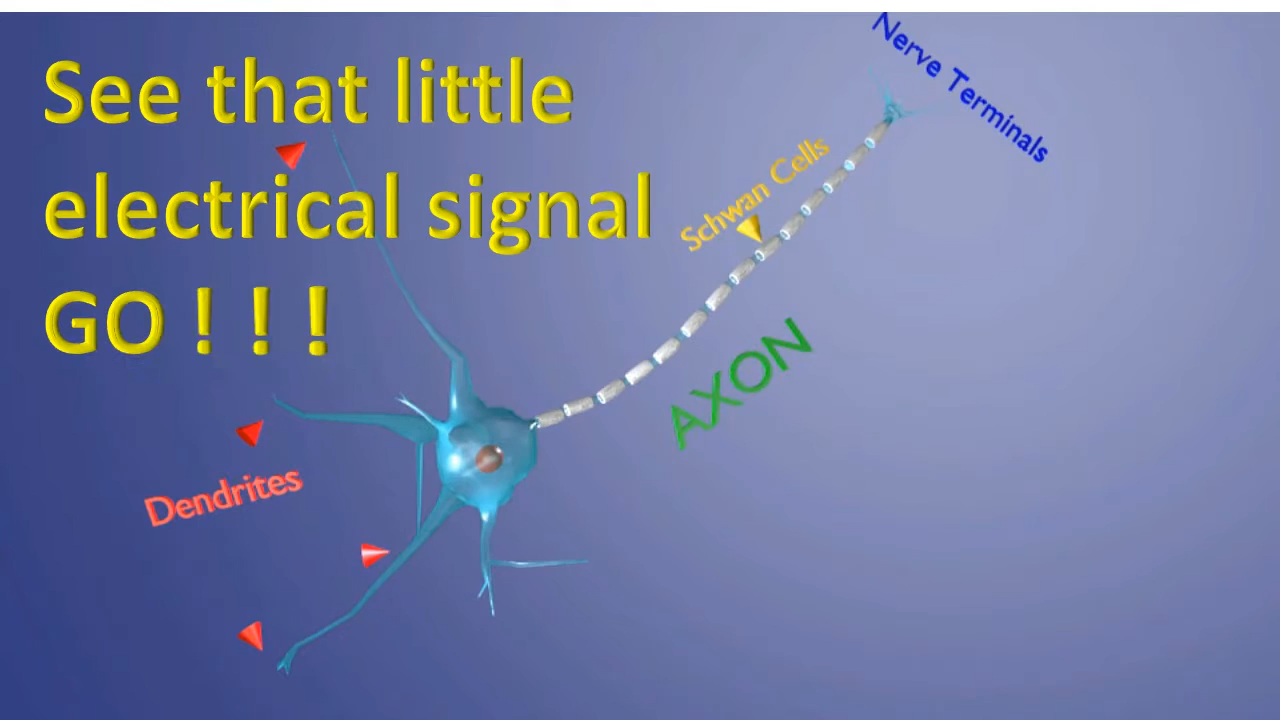 See that little
electrical signal
GO ! ! !
Nerve Terminals
Schwan Cells
AXON
Dendrites